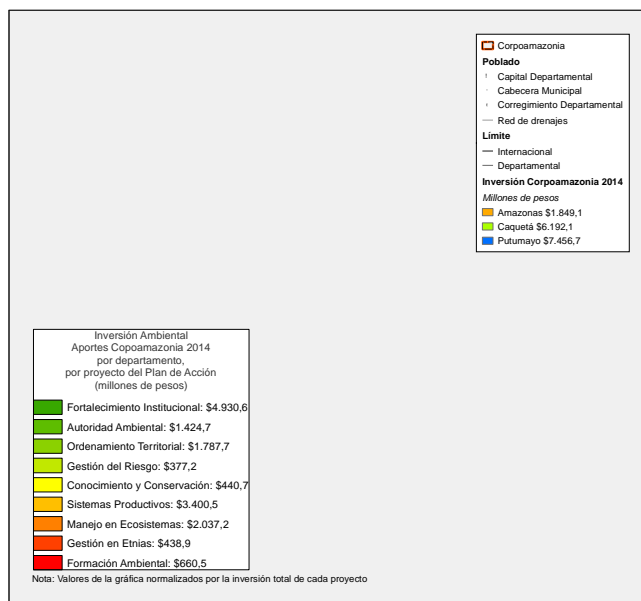 Corpoamazonia
Poblado
Capital Departamental
Cabecera Municipal
Corregimiento Departamental
Red de drenajes
Límite
Internacional
Departamental
Inversión Corpoamazonia 2014
Millones de pesos
Amazonas $1.849,1
Caquetá $6.192,1
Putumayo $7.456,7
Inversión Ambiental
Aportes Copoamazonia 2014
por departamento,
por proyecto del Plan de Acción
(millones de pesos)
Fortalecimiento Institucional: $4.930,6
Autoridad Ambiental: $1.424,7
Ordenamiento Territorial: $1.787,7
Gestión del Riesgo: $377,2
Conocimiento y Conservación: $440,7
Sistemas Productivos: $3.400,5
Manejo en Ecosistemas: $2.037,2
Gestión en Etnias: $438,9
Formación Ambiental: $660,5
Nota: Valores de la gráfica normalizados por la inversión total de cada proyecto